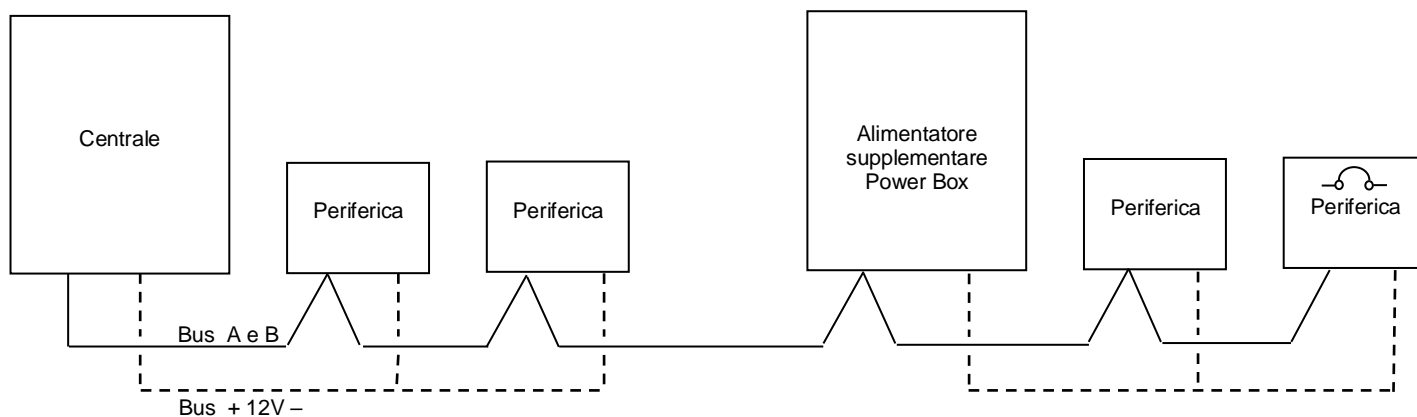 Centrale
Periferica
Periferica
Alimentatore
supplementare
Power Box
Periferica
Periferica
Bus A e B
Bus + 12V –